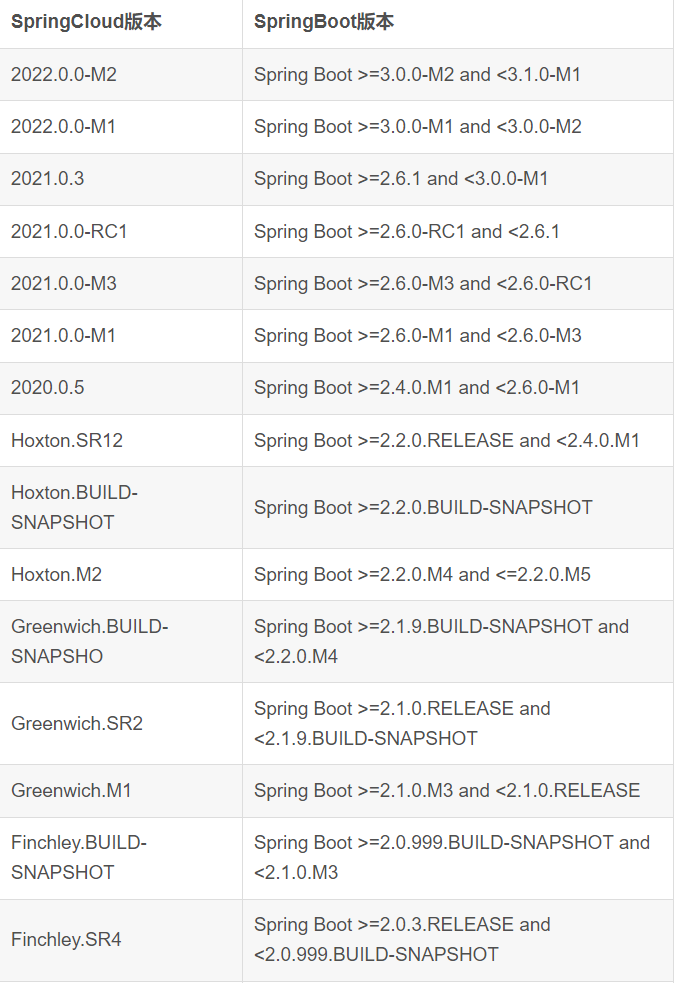 SpringCloud版本 SpringBoot版本
2022.0.0-M2 Spring Boot >=3.0.0-M2 and <3.1.0-M1
2022.0.0-M1 Spring Boot >=3.0.0-M1 and <3.0.0-M2
2021.0.3 Spring Boot >=2.6.1 and <3.0.0-M1
2021.0.0-RC1 Spring Boot >=2.6.0-RC1 and <2.6.1
2021.0.0-M3 Spring Boot >=2.6.0-M3 and <2.6.0-RC1
2021.0.0-M1 Spring Boot >=2.6.0-M1 and <2.6.0-M3
2020.0.5 Spring Boot >=2.4.0.M1 and <2.6.0-M1
Hoxton.SR12 Spring Boot >=2.2.0.RELEASE and <2.4.0.M1
Hoxton.BUILD-
SNAPSHOT
Spring Boot >=2.2.0.BUILD-SNAPSHOT
Hoxton.M2 Spring Boot >=2.2.0.M4 and <=2.2.0.M5
Greenwich.BUILD-
SNAPSHO
Spring Boot >=2.1.9.BUILD-SNAPSHOT and
<2.2.0.M4
Greenwich.SR2
Spring Boot >=2.1.0.RELEASE and
<2.1.9.BUILD-SNAPSHOT
Greenwich.M1 Spring Boot >=2.1.0.M3 and <2.1.0.RELEASE
Finchley.BUILD-
SNAPSHOT
Spring Boot >=2.0.999.BUILD-SNAPSHOT and
<2.1.0.M3
Finchley.SR4
Spring Boot >=2.0.3.RELEASE and
<2.0.999.BUILD-SNAPSHOT